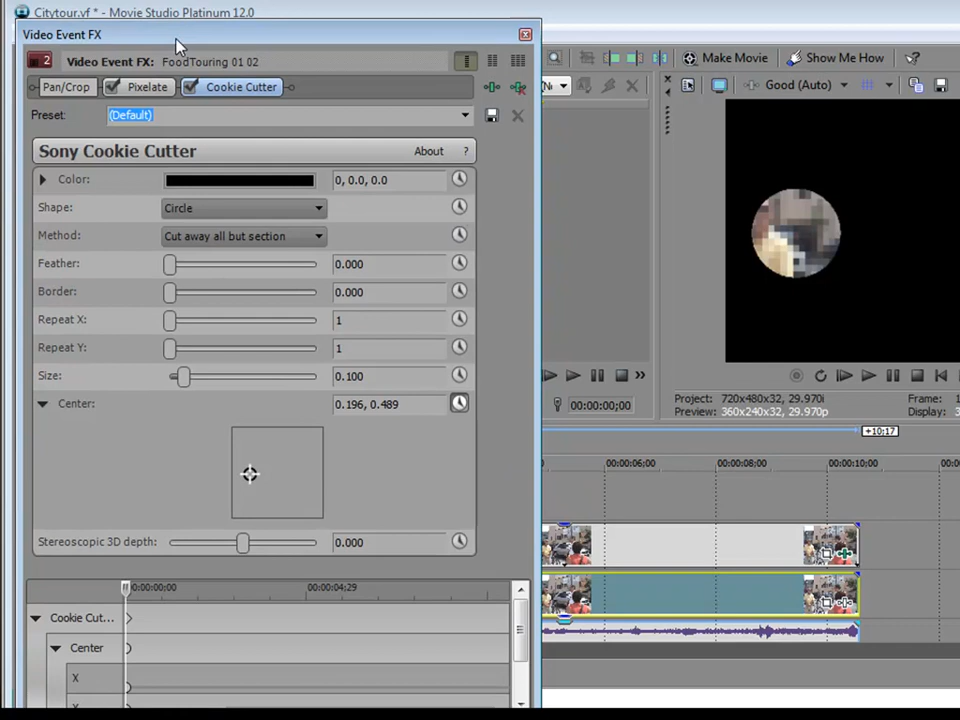 Citytour.vf * - Movie Studio Platinum 12.0
Video Event FX
2 Video Event FX: FoodTouring 01 02
Pan/Crop Pixelate Cookie Cutter
Make Movie Show Me How
Preset: (Default)
Good (Auto)
Sony Cookie Cutter About ?
Color: 0, 0.0, 0.0
Shape: Circle
Method: Cut away all but section
Feather: 0.000
Border: 0.000
Repeat X: 1
Repeat Y: 1
Size: 0.100
Center: 0.196, 0.489
00:00:00;00
Project: 720x480x32, 29.970i Frame:
Preview: 360x240x32, 29.970p Display:
+10;17
00:00:06;00 00:00:08;00 00:00:10;00
Stereoscopic 3D depth: 0.000
00:00:00;00 00:00:04;29
Cookie Cut...
Center
X